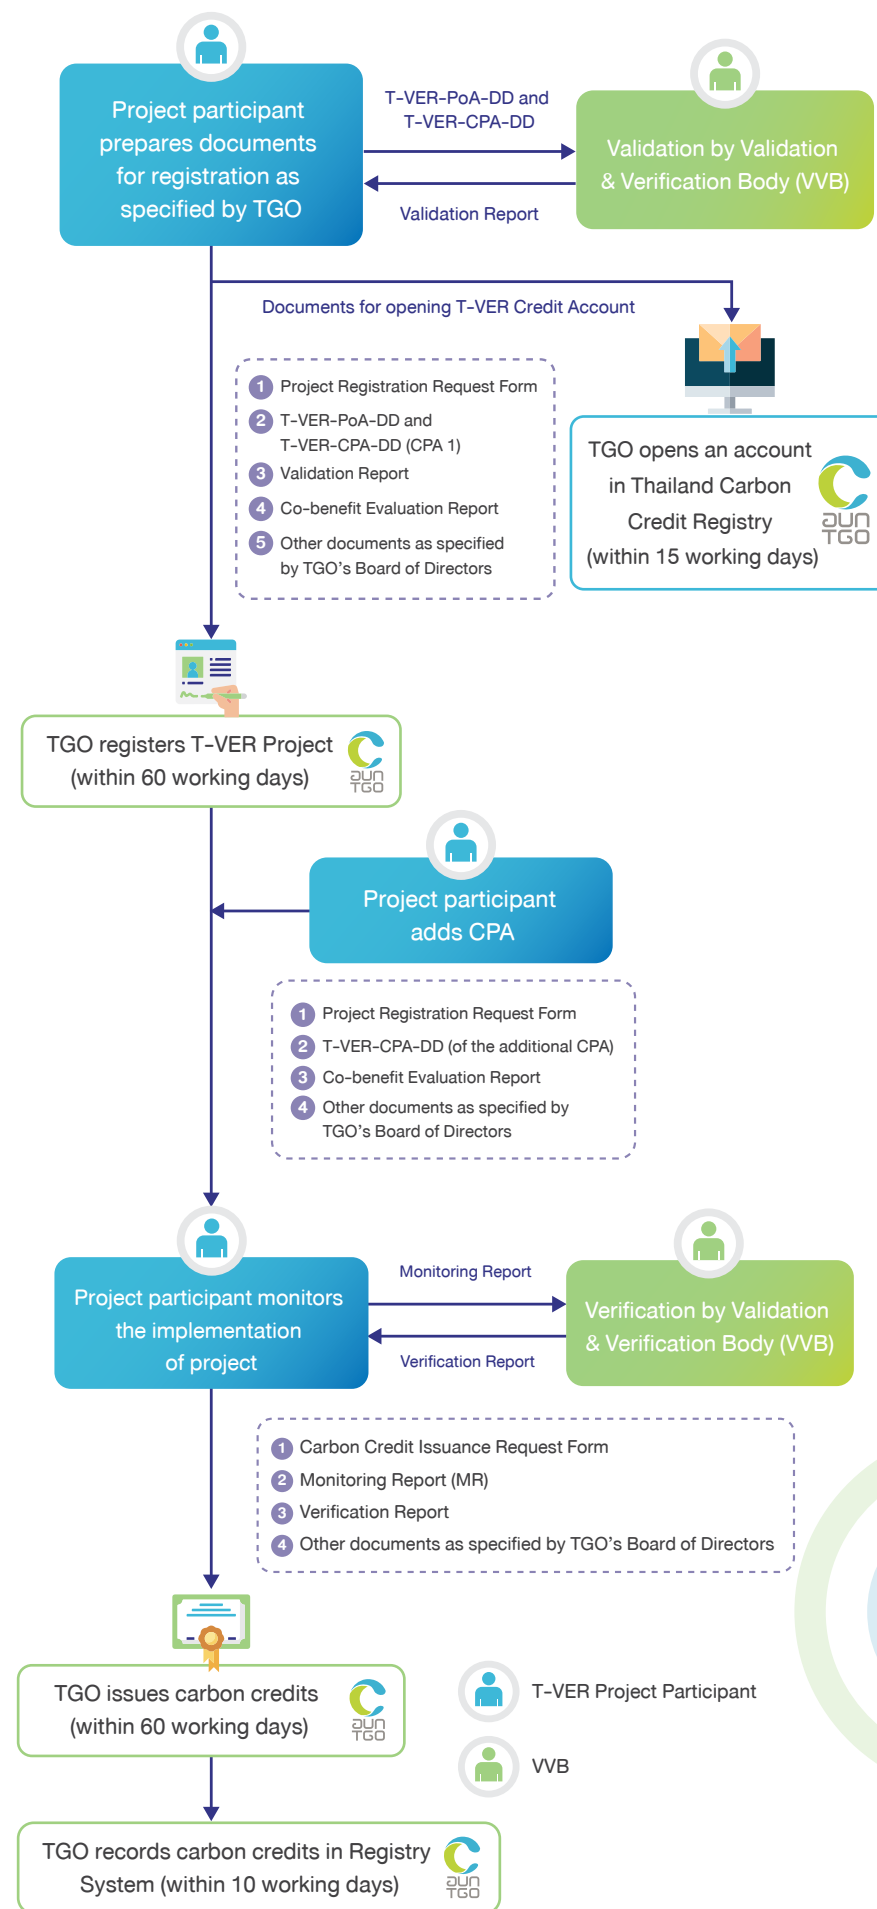 Project participant
prepares documents
for registration as
specified by TGO
T-VER-PoA-DD and
T-VER-CPA-DD
Validation Report
Validation by Validation
& Verification Body (VVB)
Documents for opening T-VER Credit Account
1 Project Registration Request Form
2 T-VER-PoA-DD and
T-VER-CPA-DD (CPA 1)
3 Validation Report
4 Co-benefit Evaluation Report
5 Other documents as specified
by TGO's Board of Directors
TGO opens an account
in Thailand Carbon
Credit Registry
(within 15 working days)
อบก
TGO
TGO registers T-VER Project
(within 60 working days)
อบก
TGO
Project participant
adds CPA
1 Project Registration Request Form
2 T-VER-CPA-DD (of the additional CPA)
3 Co-benefit Evaluation Report
4 Other documents as specified by
TGO's Board of Directors
Project participant monitors
the implementation
of project
Monitoring Report
Verification Report
Verification by Validation
& Verification Body (VVB)
1 Carbon Credit Issuance Request Form
2 Monitoring Report (MR)
3 Verification Report
4 Other documents as specified by TGO's Board of Directors
TGO issues carbon credits
(within 60 working days)
อบก
TGO
T-VER Project Participant
VVB
TGO records carbon credits in Registry
System (within 10 working days)
อบก
TGO